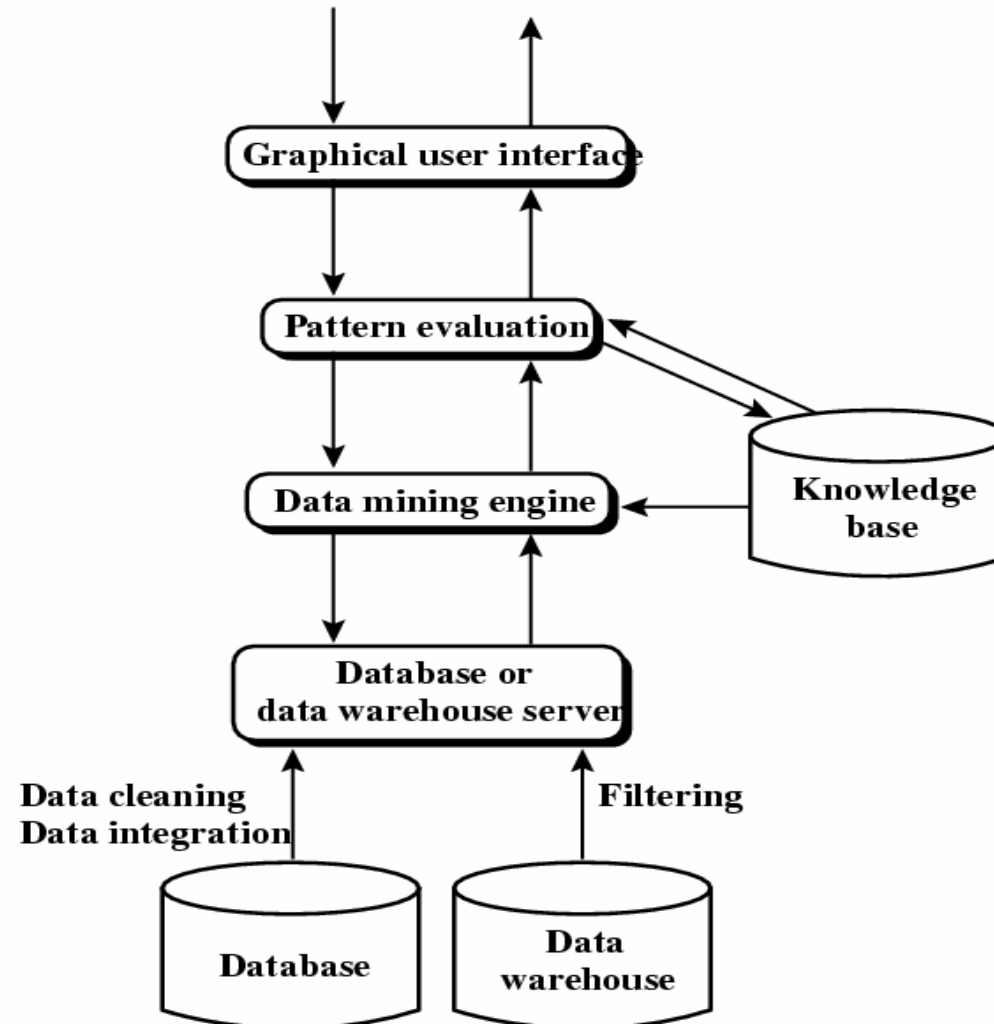 Graphical user interface
Pattern evaluation
Data mining engine
Knowledge
base
Database or
data warehouse server
Data cleaning
Data integration
Filtering
Database
Data
warehouse